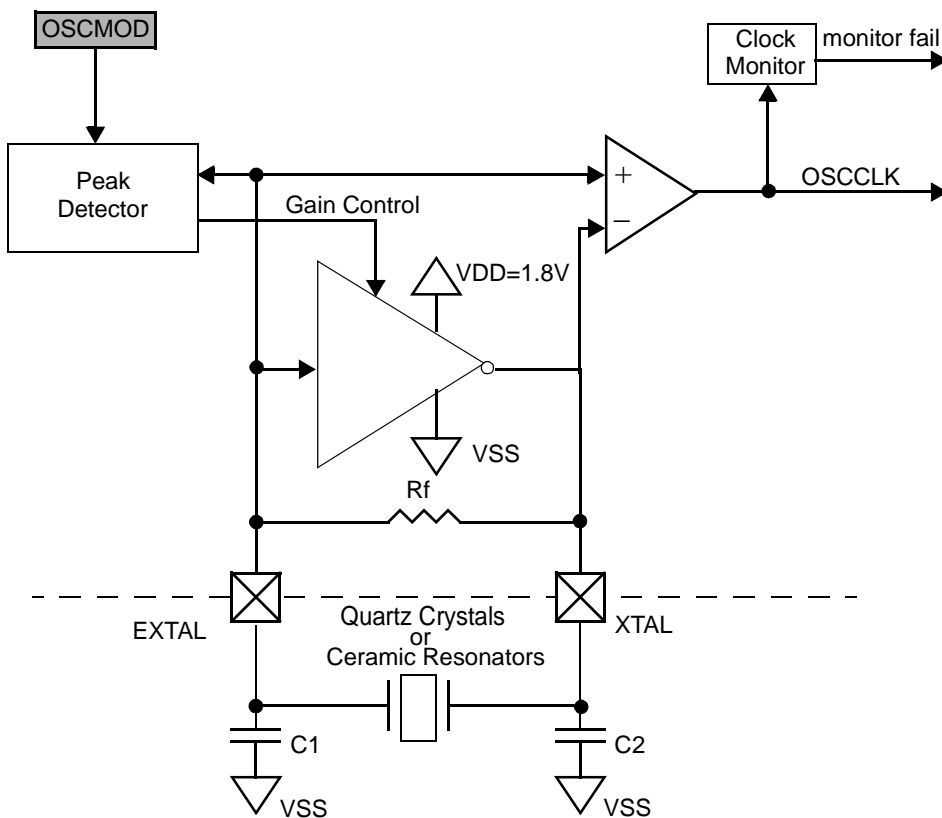 OSCMOD
Clock
Monitor
monitor fail
Peak
Detector
+
−
OSCCLK
Gain Control
VDD=1.8V
VSS
Rf
EXTAL
Quartz Crystals
or
Ceramic Resonators
XTAL
C1
C2
VSS
VSS